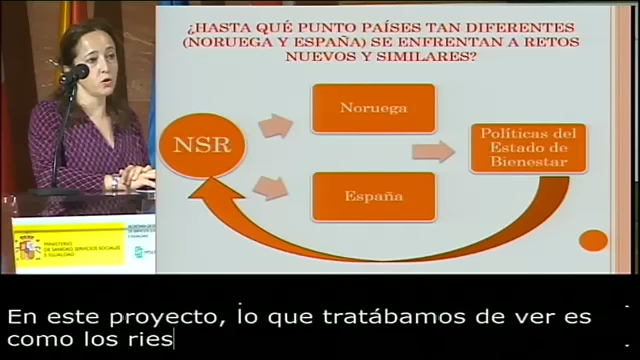 ¿HASTA QUÉ PUNTO PAÍSES TAN DIFERENTES
(NORUEGA Y ESPAÑA) SE ENFRENTAN A RETOS
NUEVOS Y SIMILARES?
NSR
Noruega
España
Políticas del
Estado de
Bienestar
MINISTERIO
DE SANIDAD, SERVICIOS SOCIALES
E IGUALDAD
En este proyecto, lo que tratábamos de ver es
como los ries